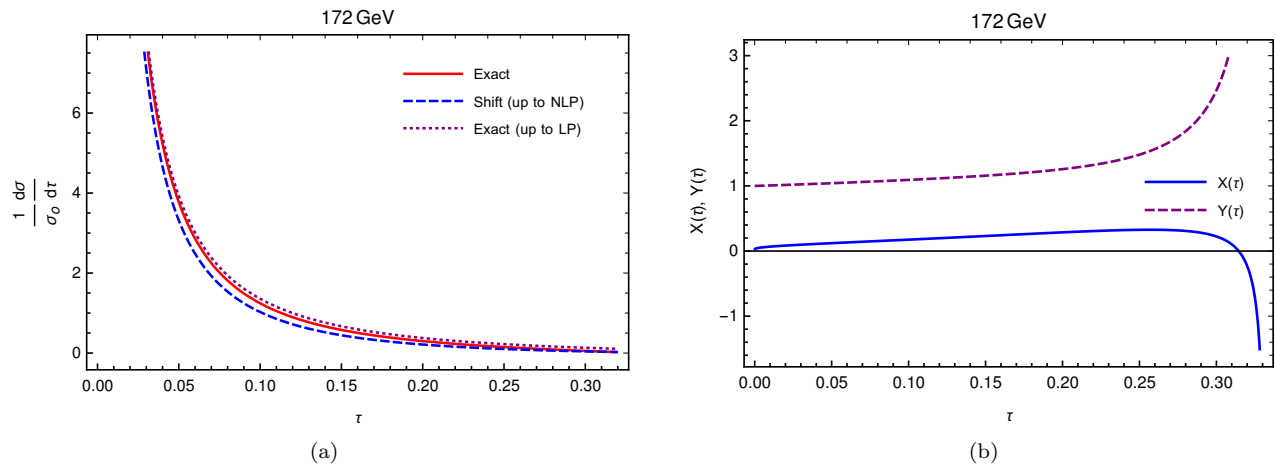 172 GeV
Exact
Shift (up to NLP)
Exact (up to LP)
1 dσ
σo dτ
6
4
2
0
0.00 0.05 0.10 0.15 0.20 0.25 0.30
τ
(a)
172 GeV
X(τ), Y(τ)
3
2
1
0
−1
X(τ)
Y(τ)
0.00 0.05 0.10 0.15 0.20 0.25 0.30
τ
(b)